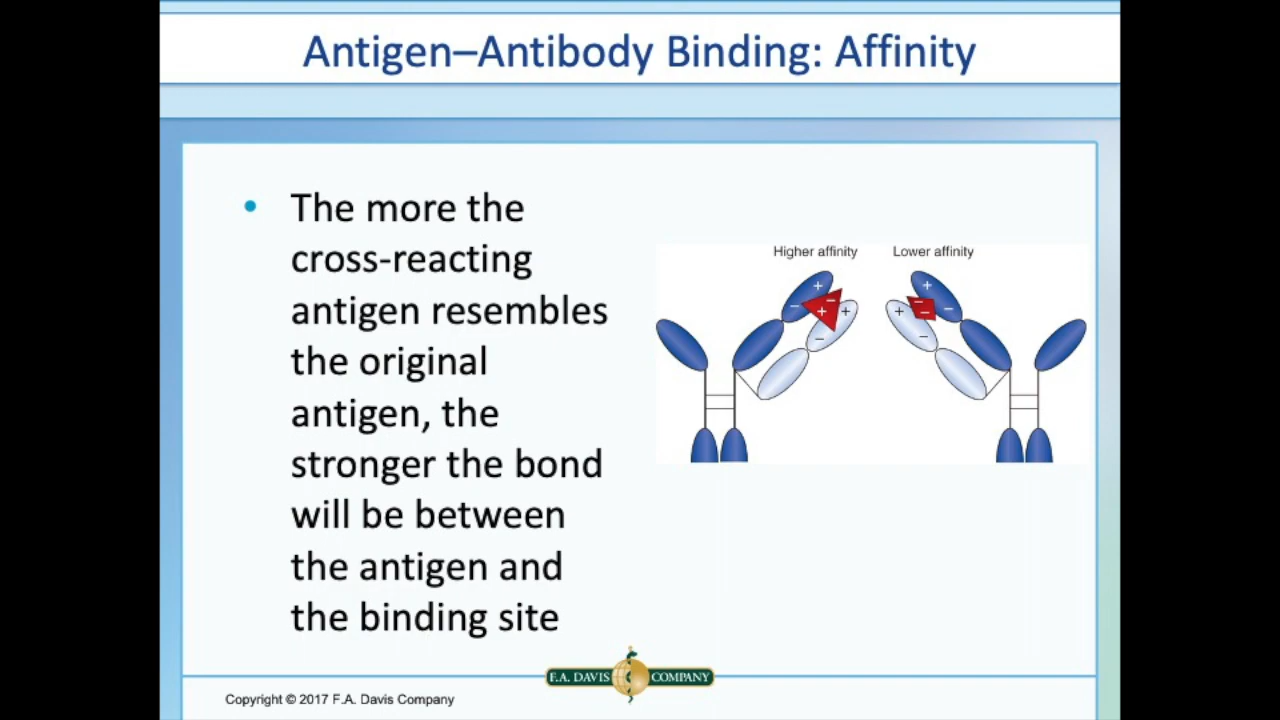 Antigen–Antibody Binding: Affinity
• The more the
cross-reacting
antigen resembles
the original
antigen, the
stronger the bond
will be between
the antigen and
the binding site
Higher affinity
Lower affinity
+
–
–
+
+
–
+
–
–
+
–
–
F.A. DAVIS COMPANY
Copyright © 2017 F.A. Davis Company